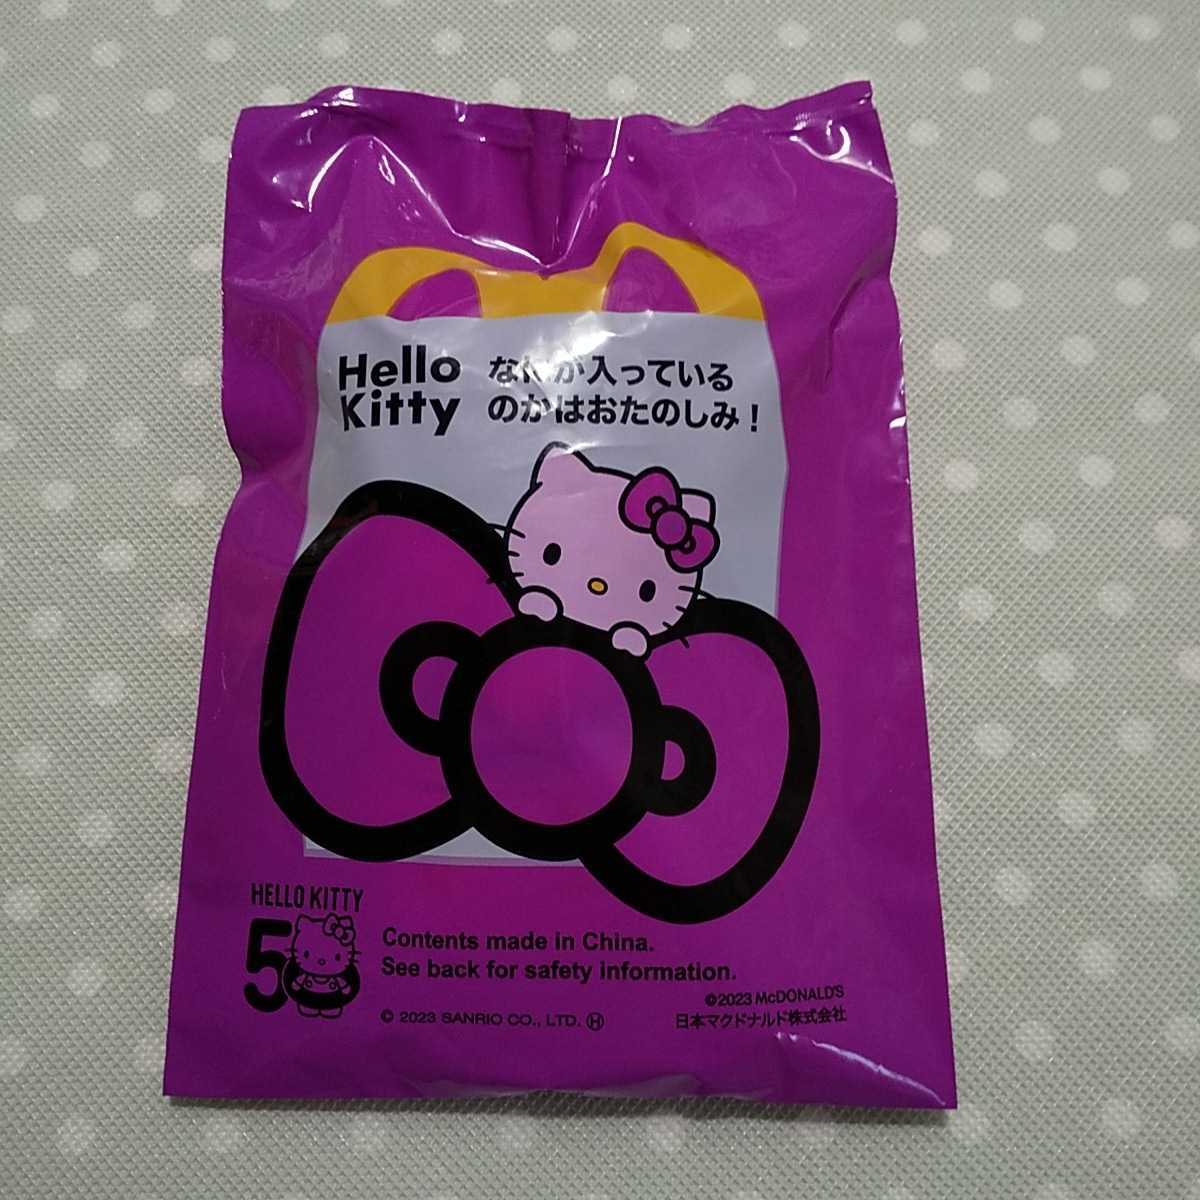 Hello
Kitty
なにが入っている
のかはおたのしみ!
HELLO KITTY
50
Contents made in China.
See back for safety information.
© 2023 SANRIO CO., LTD. Ⓗ
©2023 McDONALD'S
日本マクドナルド株式会社